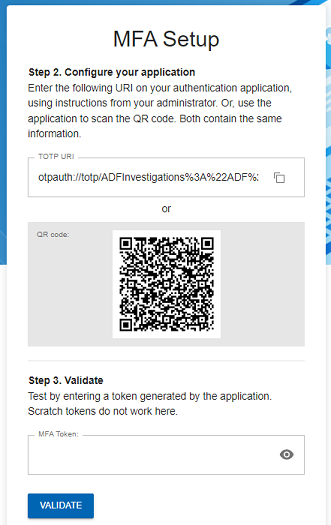 MFA Setup
Step 2. Configure your application
Enter the following URI on your authentication application,
using instructions from your administrator. Or, use the
application to scan the QR code. Both contain the same
information.
TOTP URI
otpauth://totp/ADFInvestigations%3A%22ADF%2
or
QR code:
Step 3. Validate
Test by entering a token generated by the application.
Scratch tokens do not work here.
MFA Token:
VALIDATE